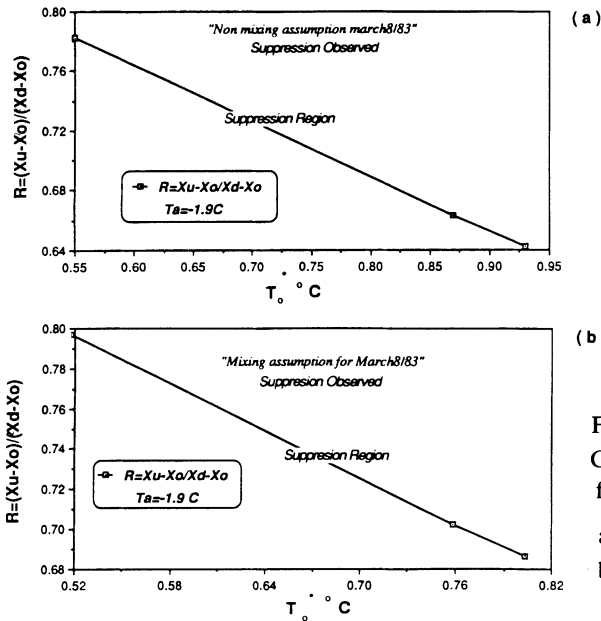 (a)
"Non mixing assumption march8/83"
Suppression Observed
R=(Xu-Xo)/(Xd-Xo)
0.80
0.76
0.72
0.68
0.64
Suppression Region
R=Xu-Xo/Xd-Xo
Ta=-1.9C
0.55 0.60 0.65 0.70 0.75 0.80 0.85 0.90 0.95
T o ° C
(b
"Mixing assumption for March8/83"
Suppresion Observed
R=(Xu-Xo)/(Xd-Xo)
0.80
0.78
0.76
0.74
0.72
0.70
0.68
Suppresion Region
R=Xu-Xo/Xd-Xo
Ta=-1.9 C
0.52 0.58 0.64 0.70 0.76 0.82
T o ° C